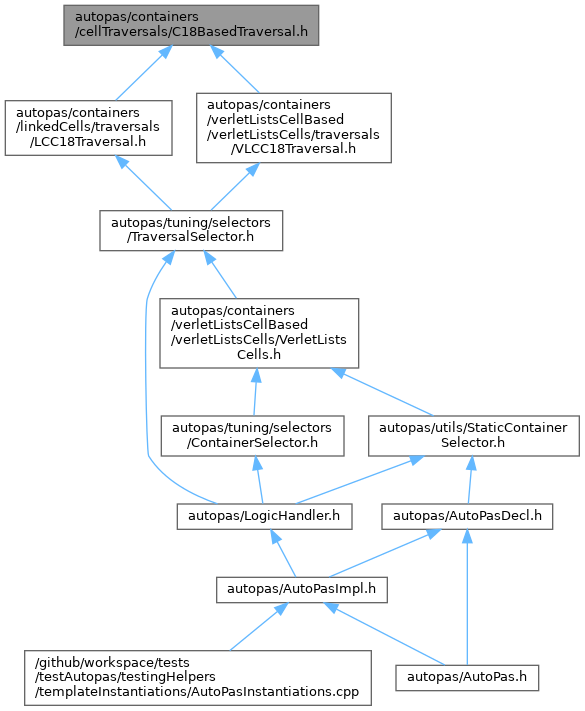 autopas/containers
/cellTraversals/C18BasedTraversal.h
autopas/containers
/linkedCells/traversals
/LCC18Traversal.h
autopas/containers
/verletListsCellBased
/verletListsCells/traversals
/VLCC18Traversal.h
autopas/tuning/selectors
/TraversalSelector.h
autopas/containers
/verletListsCellBased
/verletListsCells/VerletLists
Cells.h
autopas/tuning/selectors
/ContainerSelector.h
autopas/utils/StaticContainer
Selector.h
autopas/LogicHandler.h
autopas/AutoPasDecl.h
autopas/AutoPasImpl.h
/github/workspace/tests
/testAutopas/testingHelpers
/templateInstantiations/AutoPasInstantiations.cpp
autopas/AutoPas.h